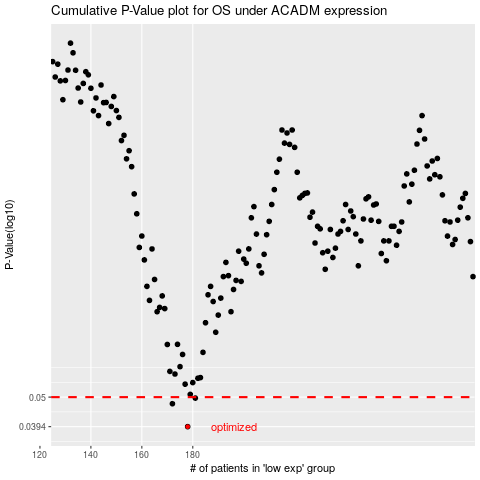 Cumulative P-Value plot for OS under ACADM expression
P-Value(log10)
0.05
0.0394
optimized
120 140 160 180
# of patients in 'low exp' group